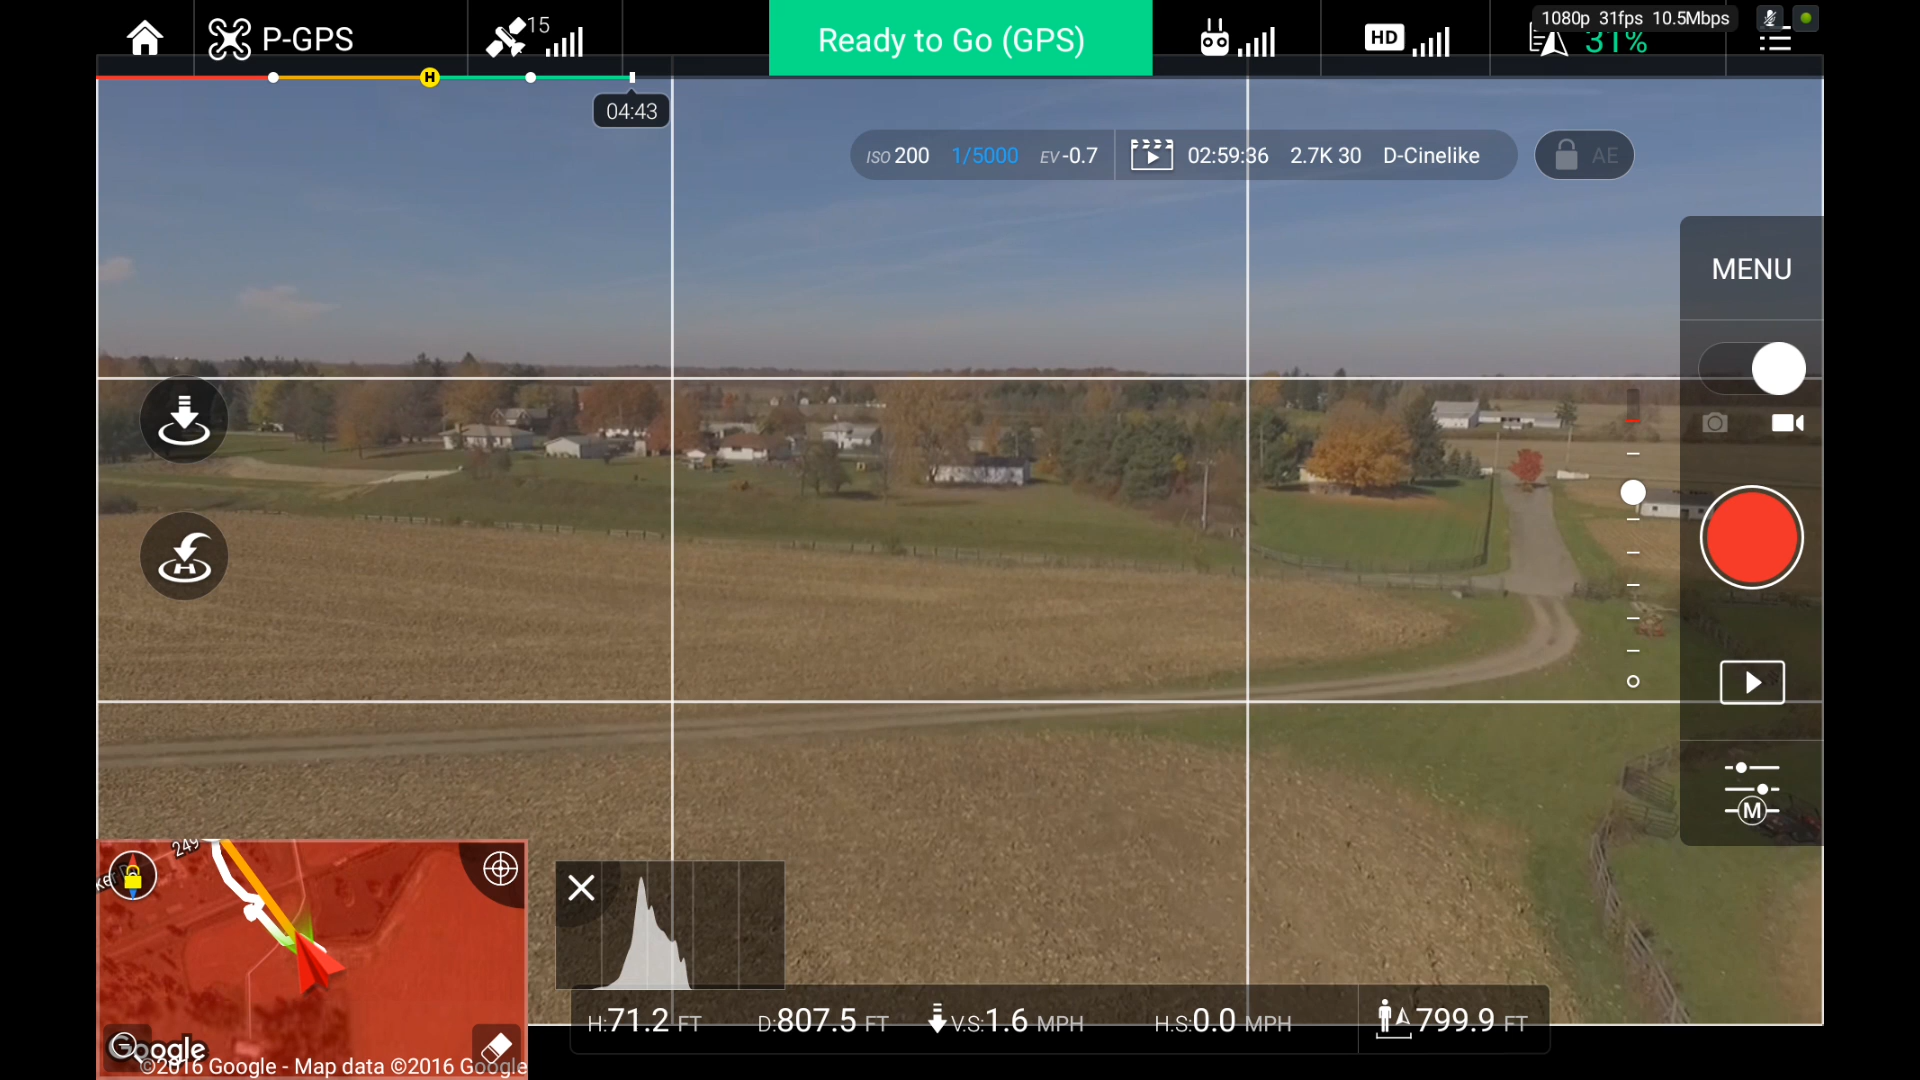 P-GPS
15
Ready to Go (GPS)
HD
31%
1080p 31fps 10.5Mbps
H
04:43
ISO 200 1/5000 EV -0.7
02:59:36 2.7K 30 D-Cinelike
AE
MENU
H
M
249
Google
©2016 Google - Map data ©2016 Google
H:71.2 FT D:807.5 FT V.S:1.6 MPH H.S:0.0 MPH 799.9 FT